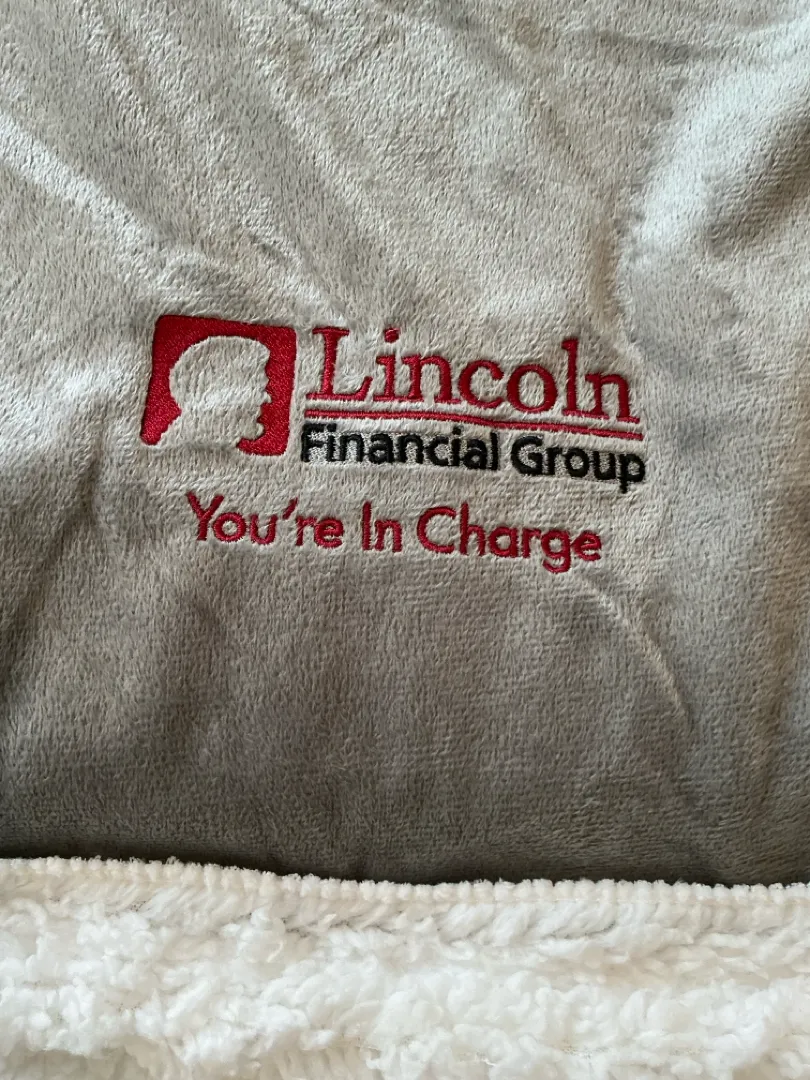 Lincoln
Financial Group
You're In Charge